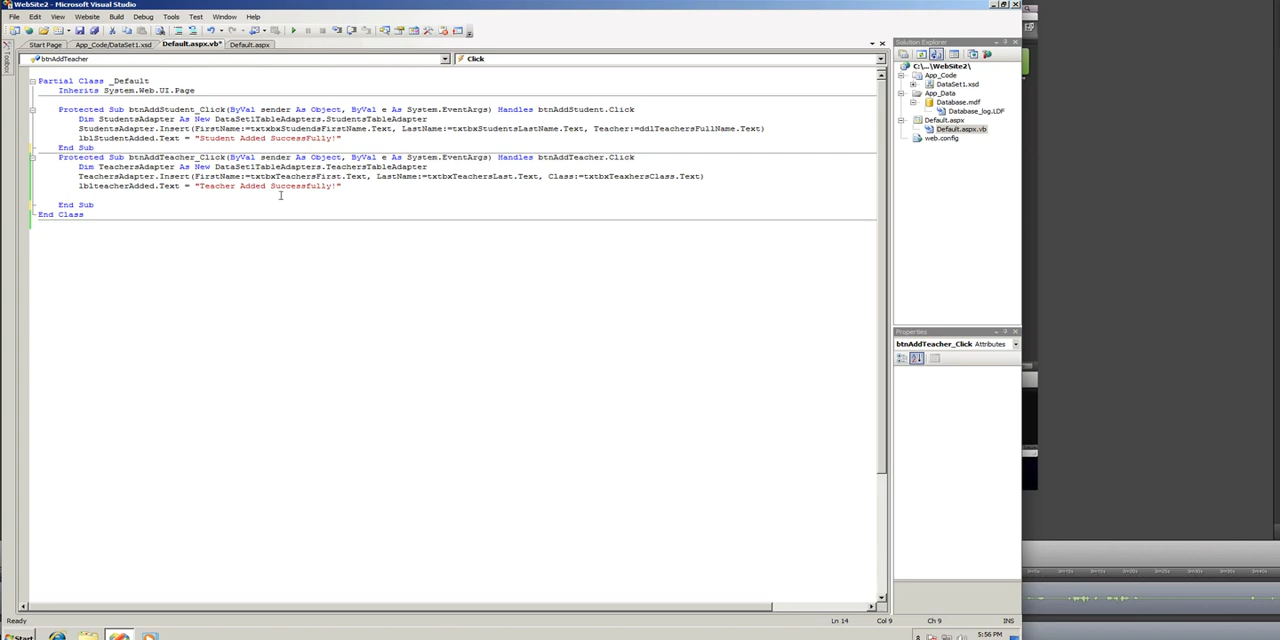 WebSite2 - Microsoft Visual Studio
File Edit View Website Build Debug Tools Test Window Help
Start Page App_Code/DataSet1.xsd Default.aspx.vb* Default.aspx
Toolbox
btnAddTeacher Click
Partial Class _Default
Inherits System.Web.UI.Page
Protected Sub btnAddStudent_Click(ByVal sender As Object, ByVal e As System.EventArgs) Handles btnAddStudent.Click
Dim StudentsAdapter As New DataSet1TableAdapters.StudentsTableAdapter
StudentsAdapter.Insert(FirstName:=txtxbxStudendsFirstName.Text, LastName:=txtbxStudentsLastName.Text, Teacher:=ddlTeachersFullName.Text)
lblStudentAdded.Text = "Student Added SuccessFully!"
End Sub
Protected Sub btnAddTeacher_Click(ByVal sender As Object, ByVal e As System.EventArgs) Handles btnAddTeacher.Click
Dim TeachersAdapter As New DataSet1TableAdapters.TeachersTableAdapter
TeachersAdapter.Insert(FirstName:=txtbxTeachersFirst.Text, LastName:=txtbxTeachersLast.Text, Class:=txtbxTeaxhersClass.Text)
lblteacherAdded.Text = "Teacher Added Successfully!"
End Sub
End Class
Solution Explorer
C:\...\WebSite2\
App_Code
DataSet1.xsd
App_Data
Database.mdf
Database_log.LDF
Default.aspx
Default.aspx.vb
web.config
Properties
btnAddTeacher_Click Attributes
Ready Ln 14 Col 9 Ch 9 INS
Start 5:56 PM